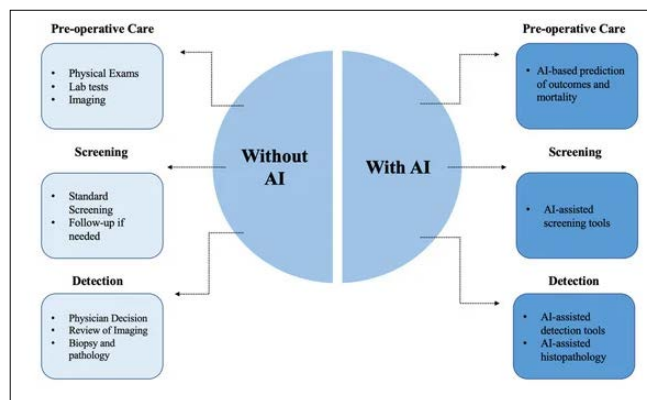 Pre-operative Care
• Physical Exams
• Lab tests
• Imaging
Screening
• Standard
Screening
• Follow-up if
needed
Detection
• Physician Decision
• Review of Imaging
• Biopsy and
pathology
Without
AI
With AI
Pre-operative Care
• AI-based prediction
of outcomes and
mortality
Screening
• AI-assisted
screening tools
Detection
• AI-assisted
detection tools
• AI-assisted
histopathology